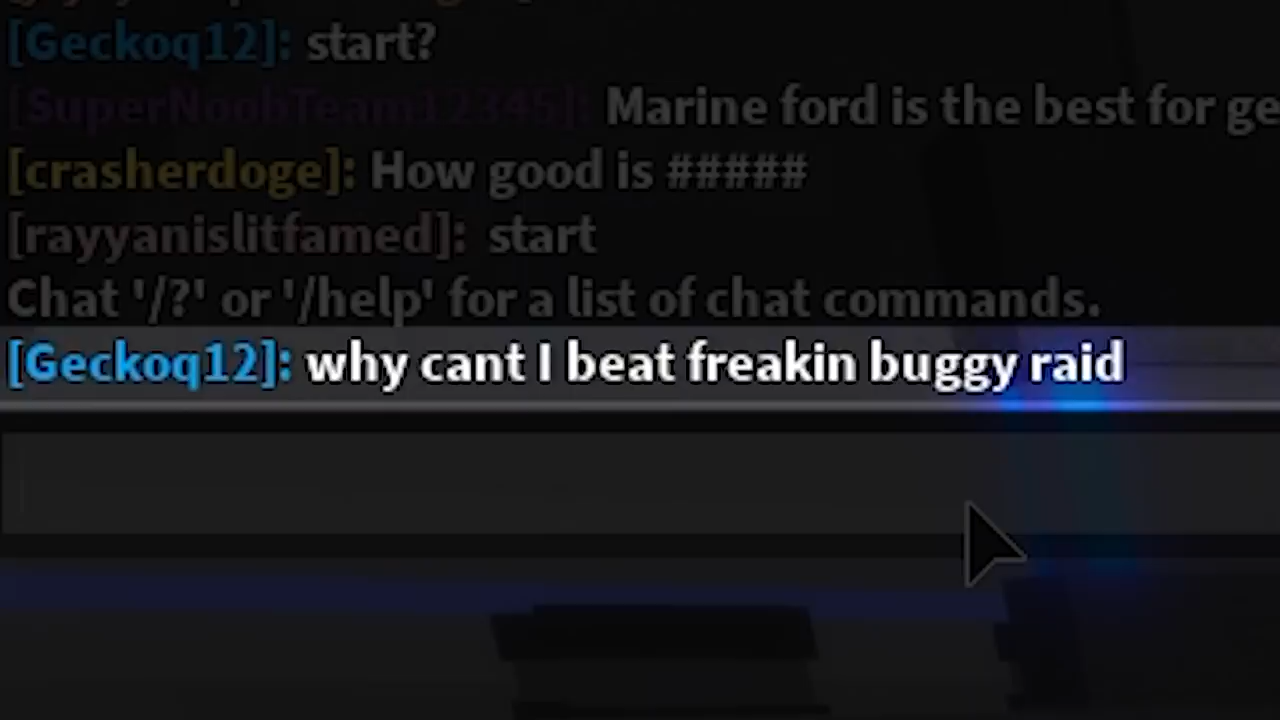 [Geckoq12]: start?
[SuperNoobTeam12345]: Marine ford is the best for ge
[crasherdoge]: How good is #####
[rayyanislitfamed]: start
Chat '/?' or '/help' for a list of chat commands.
[Geckoq12]: why cant I beat freakin buggy raid